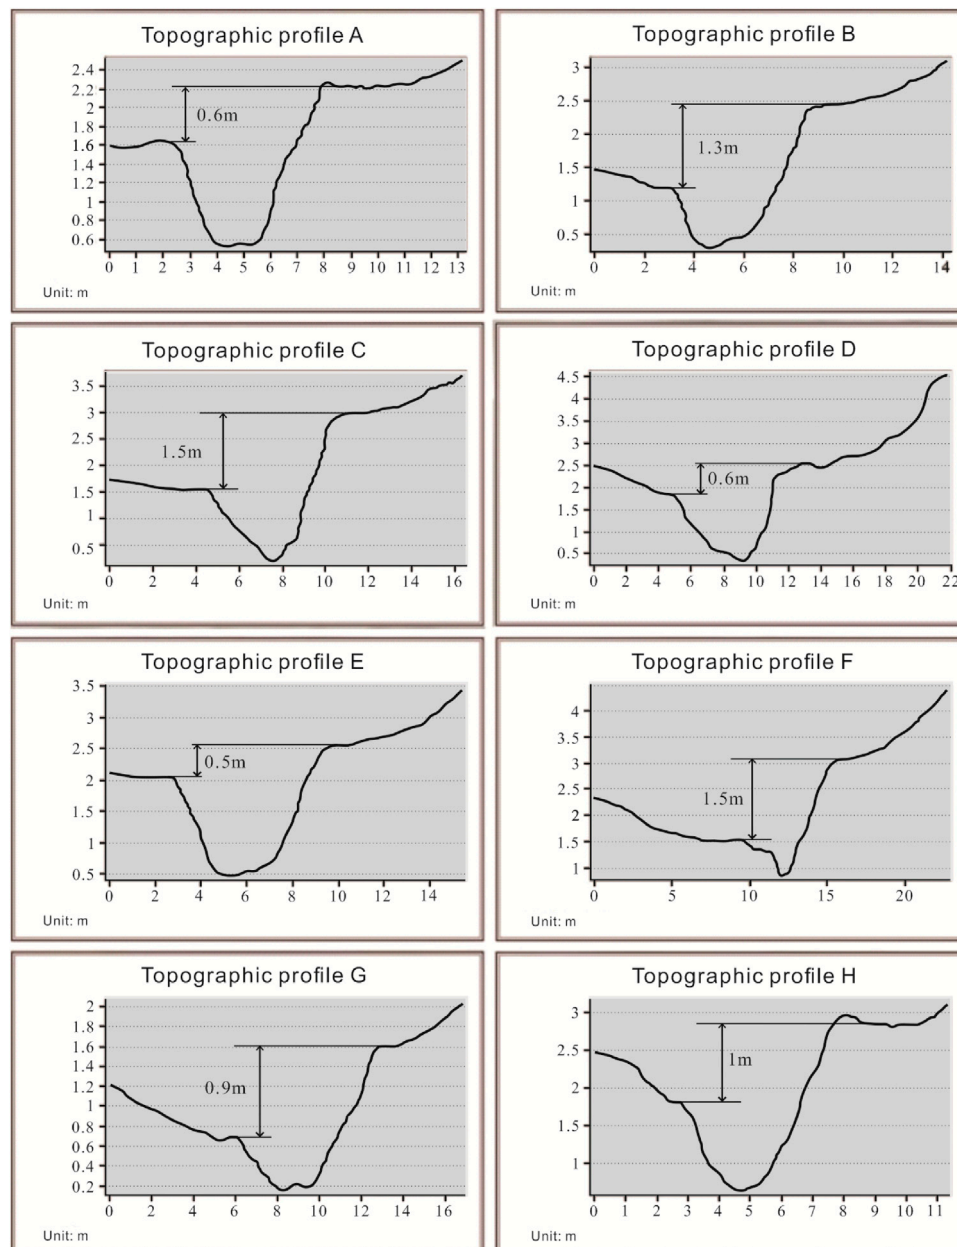 Topographic profile A
2.4
2.2
2
1.8
1.6
1.4
1.2
1
0.8
0.6
0.6m
0 1 2 3 4 5 6 7 8 9 10 11 12 13
Unit: m
Topographic profile B
3
2.5
2
1.5
1
0.5
1.3m
0 2 4 6 8 10 12 14
Unit: m
Topographic profile C
3.5
3
2.5
2
1.5
1
0.5
1.5m
0 2 4 6 8 10 12 14 16
Unit: m
Topographic profile D
4.5
4
3.5
3
2.5
2
1.5
1
0.5
0.6m
0 2 4 6 8 10 12 14 16 18 20 22
Unit: m
Topographic profile E
3.5
3
2.5
2
1.5
1
0.5
0.5m
0 2 4 6 8 10 12 14
Unit: m
Topographic profile F
4
3.5
3
2.5
2
1.5
1
1.5m
0 5 10 15 20
Unit: m
Topographic profile G
2
1.6
1.6
1.2
1
0.8
0.6
0.4
0.2
0.9m
0 2 4 6 8 10 12 14 16
Unit: m
Topographic profile H
3
2.5
2
1.5
1
1m
0 1 2 3 4 5 6 7 8 9 10 11
Unit: m